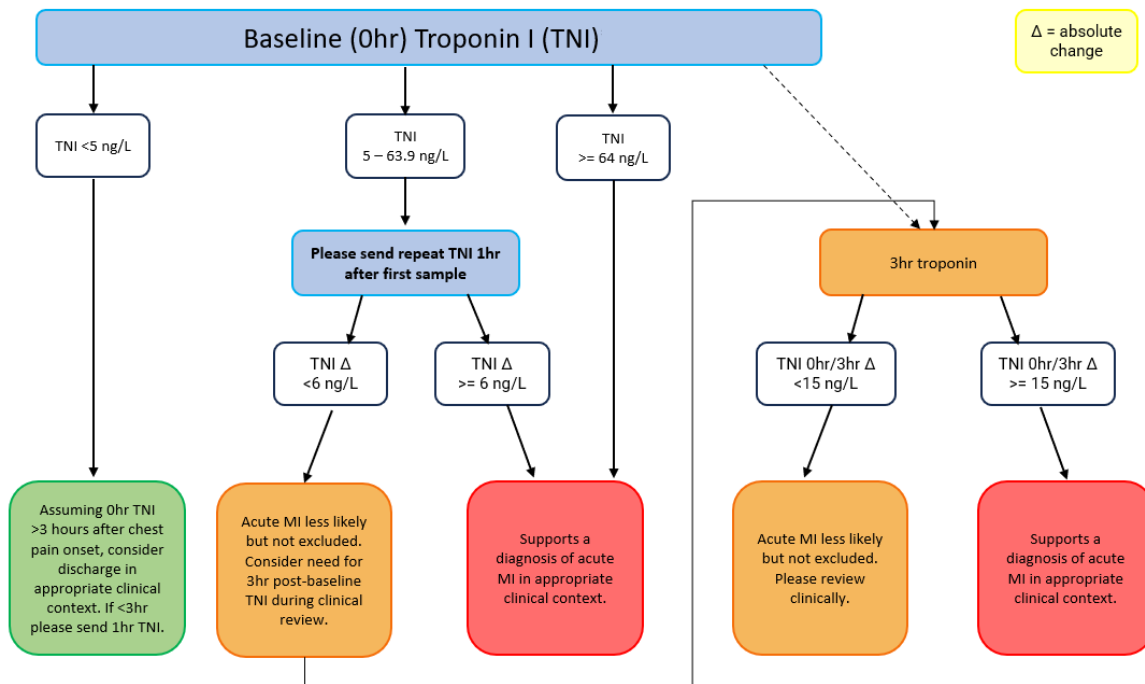 Baseline (0hr) Troponin I (TNI)
Δ = absolute
change
TNI <5 ng/L
TNI
5 – 63.9 ng/L
TNI
>= 64 ng/L
Please send repeat TNI 1hr
after first sample
3hr troponin
TNI Δ
<6 ng/L
TNI Δ
>= 6 ng/L
TNI 0hr/3hr Δ
<15 ng/L
TNI 0hr/3hr Δ
>= 15 ng/L
Assuming 0hr TNI
>3 hours after chest
pain onset, consider
discharge in
appropriate clinical
context. If <3hr
please send 1hr TNI.
Acute MI less likely
but not excluded.
Consider need for
3hr post-baseline
TNI during clinical
review.
Supports a
diagnosis of acute
MI in appropriate
clinical context.
Acute MI less likely
but not excluded.
Please review
clinically.
Supports a
diagnosis of acute
MI in appropriate
clinical context.